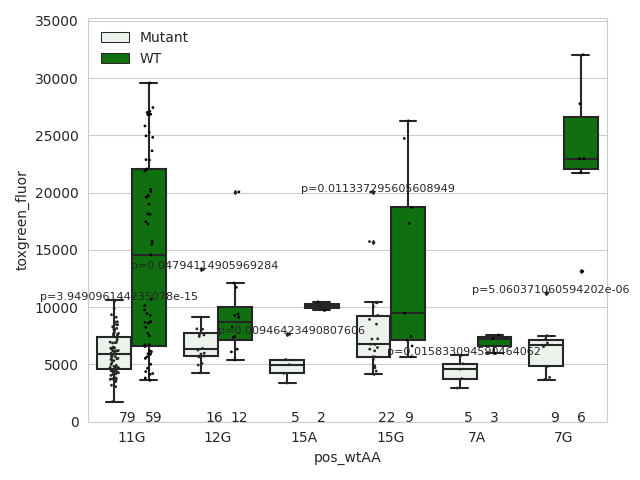 35000
Mutant
WT
30000
25000
20000
p=0.011337295605608949
15000
p=0.04794114905969284
p=3.949096144235078e-15
p=5.060371060594202e-06
10000
p=0.00946423490807606
5000
0
79 59 16 12 5 2 22 9 5 3 9 6
11G 12G 15A 15G 7A 7G
pos_wtAA
toxgreen_fluor